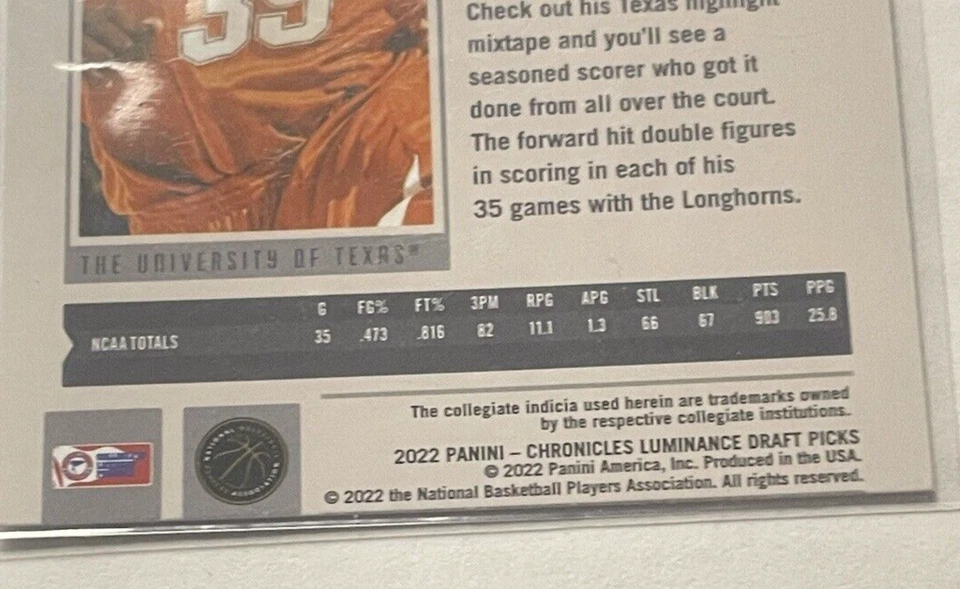 35
Check out his Texas highlight
mixtape and you'll see a
seasoned scorer who got it
done from all over the court.
The forward hit double figures
in scoring in each of his
35 games with the Longhorns.
THE UNIVERSITY OF TEXAS
G FG% FT% 3PM RPG APG STL BLK PTS PPG
NCAA TOTALS 35 .473 .816 82 11.1 1.3 66 67 903 25.8
The collegiate indicia used herein are trademarks owned
by the respective collegiate institutions.
2022 PANINI – CHRONICLES LUMINANCE DRAFT PICKS
© 2022 Panini America, Inc. Produced in the USA.
© 2022 the National Basketball Players Association. All rights reserved.